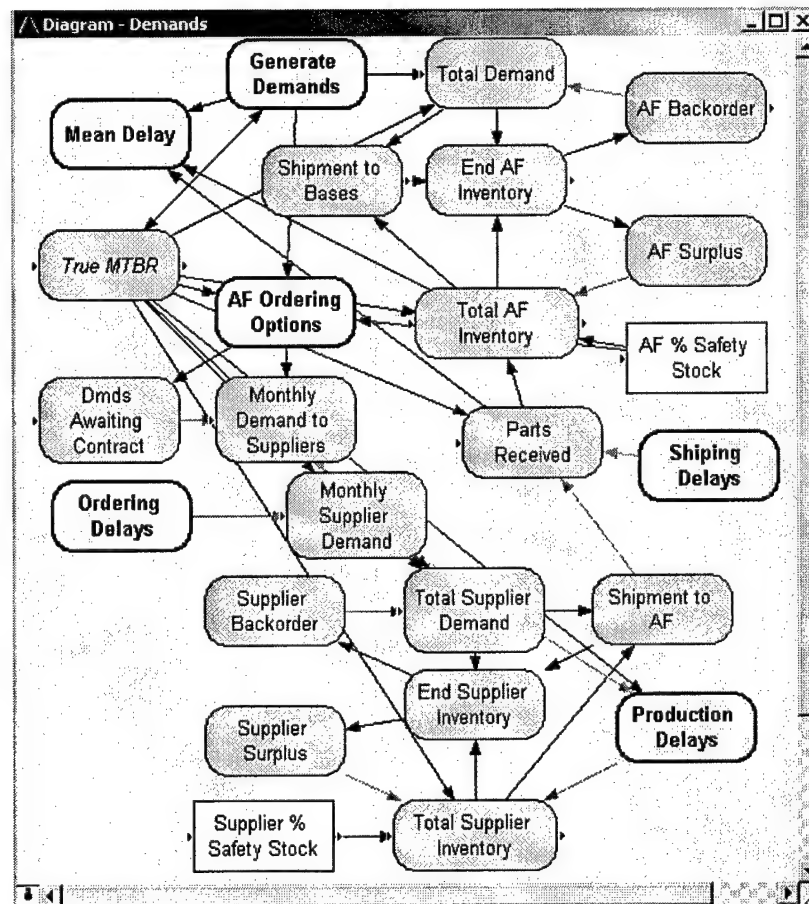 Diagram - Demands
Generate
Demands
Total Demand
AF Backorder
Mean Delay
Shipment to
Bases
End AF
Inventory
AF Surplus
True MTBR
AF Ordering
Options
Total AF
Inventory
AF % Safety
Stock
Dmds
Awaiting
Contract
Monthly
Demand to
Suppliers
Parts
Received
Shiping
Delays
Ordering
Delays
Monthly
Supplier
Demand
Supplier
Backorder
Total Supplier
Demand
Shipment to
AF
End Supplier
Inventory
Supplier
Surplus
Production
Delays
Supplier %
Safety Stock
Total Supplier
Inventory